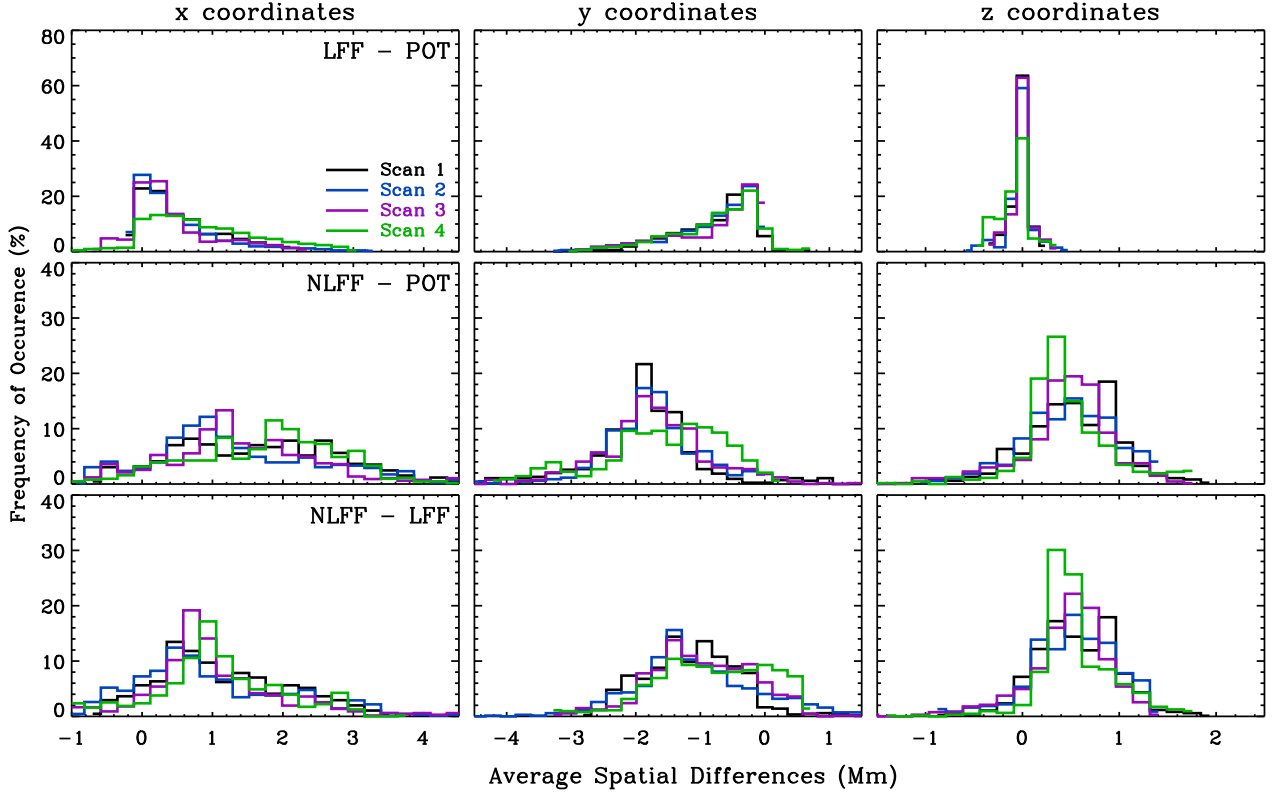 x coordinates
y coordinates
z coordinates
LFF − POT
80
60
40
20
0
Scan 1
Scan 2
Scan 3
Scan 4
NLFF − POT
40
30
20
10
0
NLFF − LFF
40
30
20
10
0
Frequency of Occurence (%)
−1 0 1 2 3 4
−4 −3 −2 −1 0 1
−1 0 1 2
Average Spatial Differences (Mm)